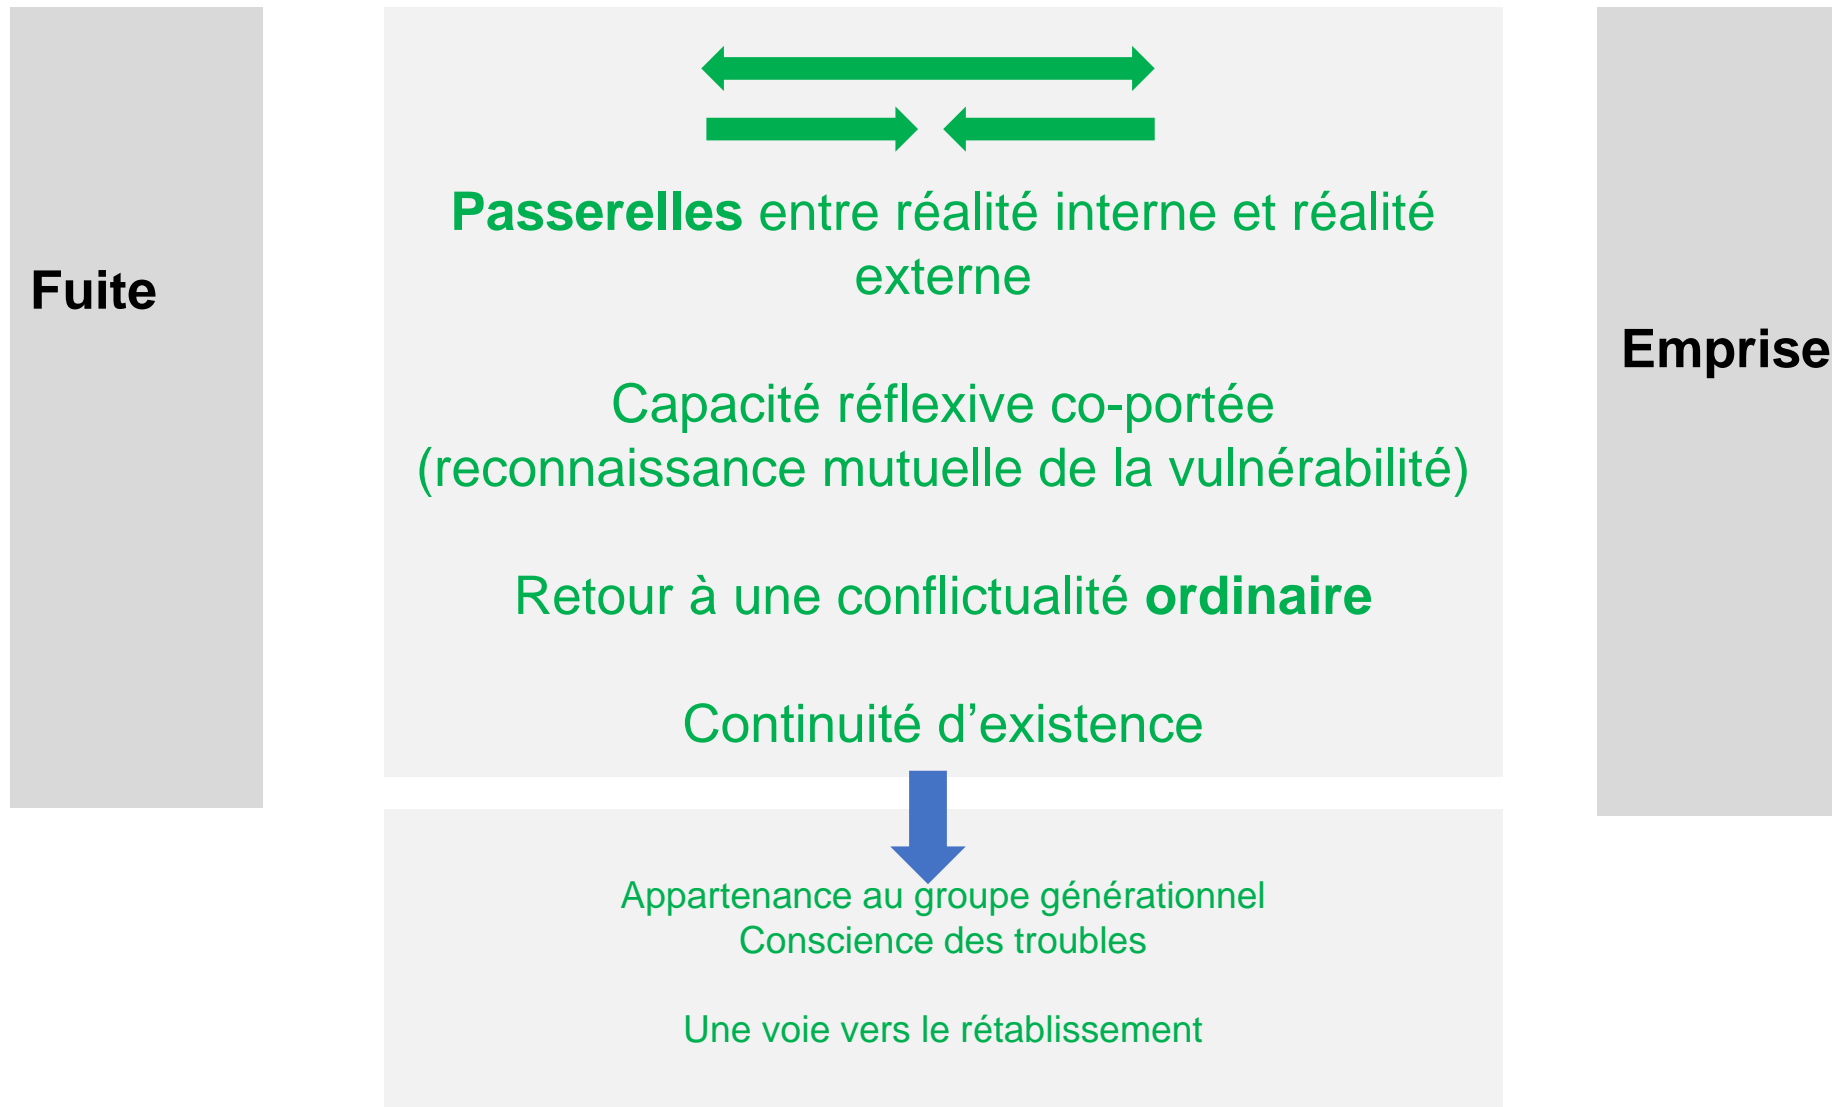 Fuite
Passerelles entre réalité interne et réalité
externe
Capacité réflexive co-portée
(reconnaissance mutuelle de la vulnérabilité)
Retour à une conflictualité ordinaire
Continuité d’existence
Emprise
Appartenance au groupe générationnel
Conscience des troubles
Une voie vers le rétablissement